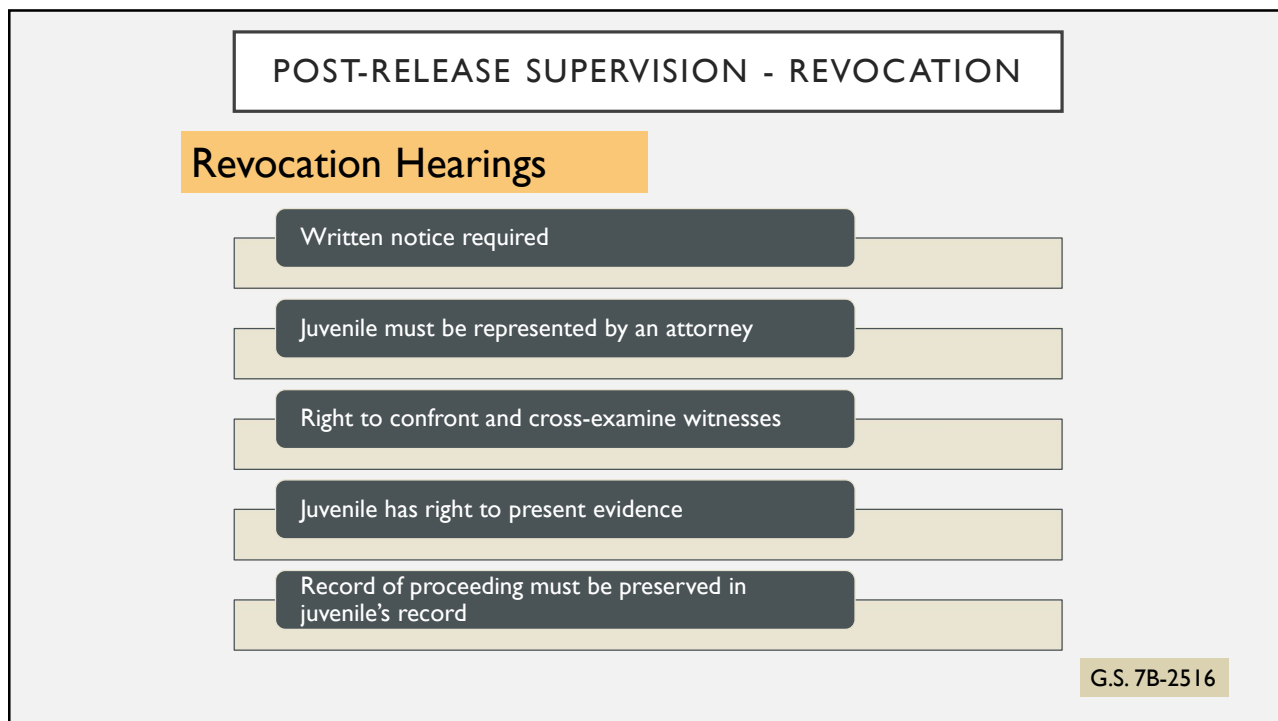 POST-RELEASE SUPERVISION - REVOCATION
Revocation Hearings
Written notice required
Juvenile must be represented by an attorney
Right to confront and cross-examine witnesses
Juvenile has right to present evidence
Record of proceeding must be preserved in
juvenile’s record
G.S. 7B-2516